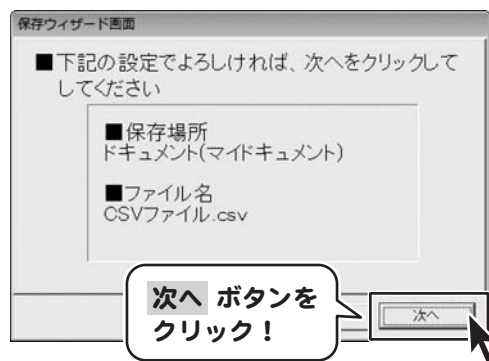 保存ウィザード画面
■下記の設定でよろしければ、次へをクリックして
してください
■保存場所
ドキュメント(マイドキュメント)
■ファイル名
CSVファイル.csv
次へ ボタンを
クリック！
次へ